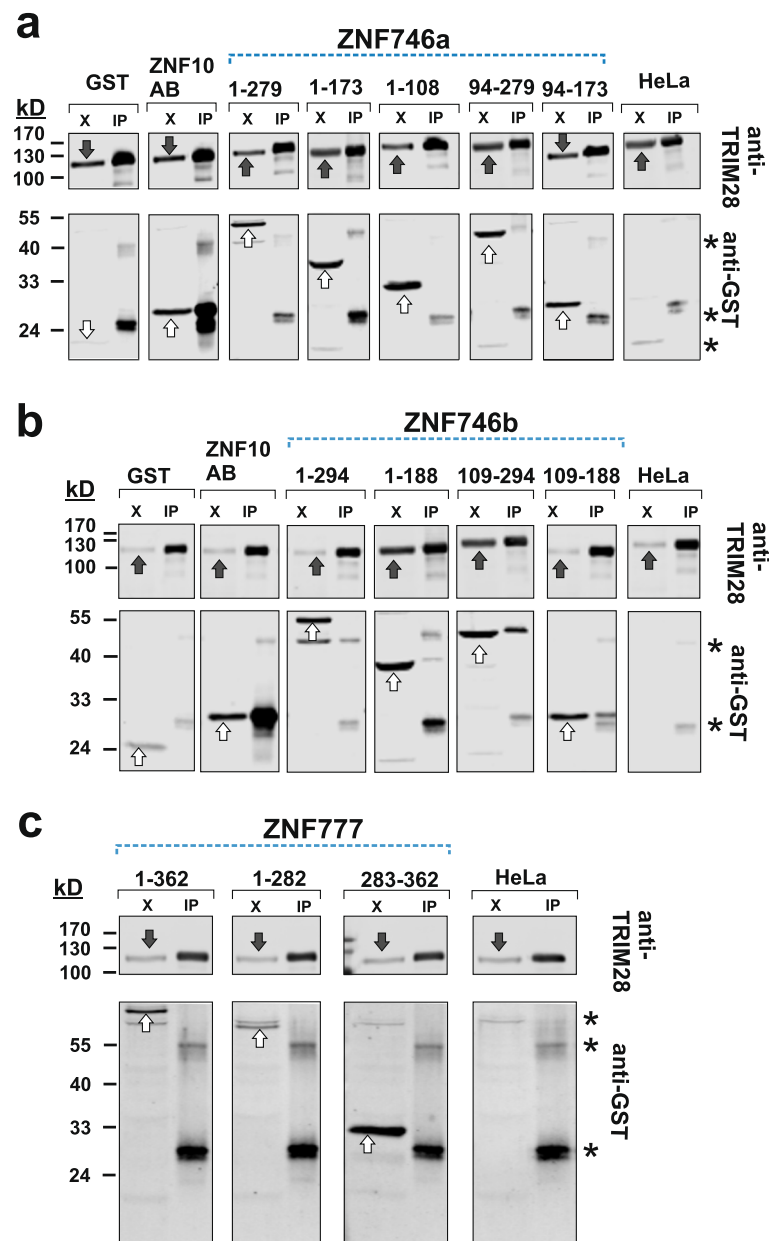 a
ZNF746a
GST
ZNF10
AB
1-279
1-173
1-108
94-279
94-173
HeLa
kD
X IP X IP X IP X IP X IP X IP X IP X IP
170
130
100
anti-
TRIM28
55
40
33
24
anti-GST
*
*
*
b
ZNF746b
GST
ZNF10
AB
1-294
1-188
109-294
109-188
HeLa
kD
X IP X IP X IP X IP X IP X IP X IP
170
130
100
anti-
TRIM28
55
40
33
24
anti-GST
*
*
c
ZNF777
1-362
1-282
283-362
HeLa
kD
X IP X IP X IP X IP
170
130
100
anti-
TRIM28
55
40
33
24
anti-GST
*
*
*